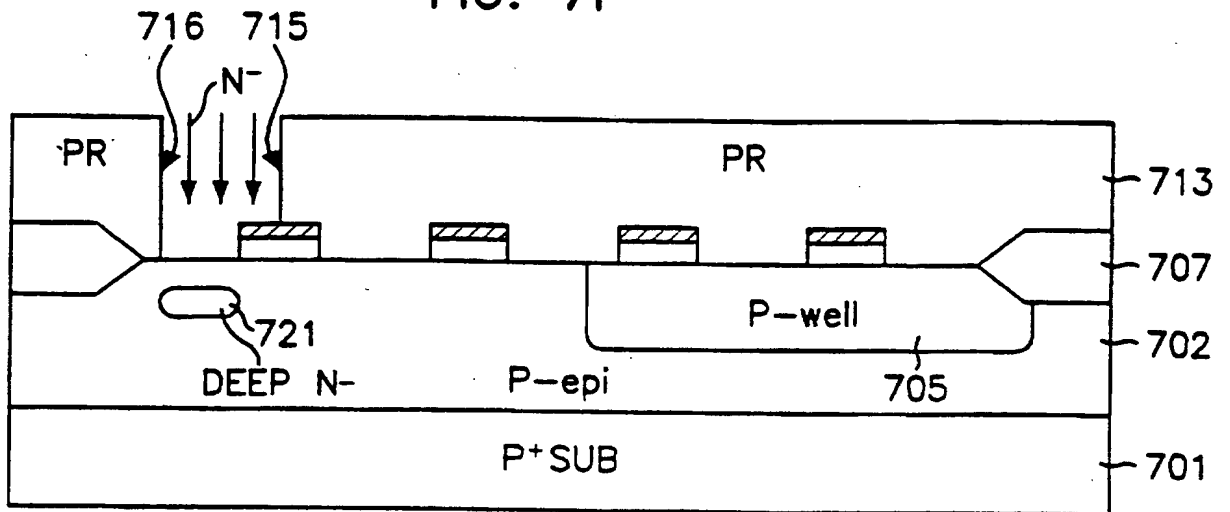 716 715
N-
PR PR
713
707
P-well
721 702
DEEP N- P-epi 705
P+ SUB 701